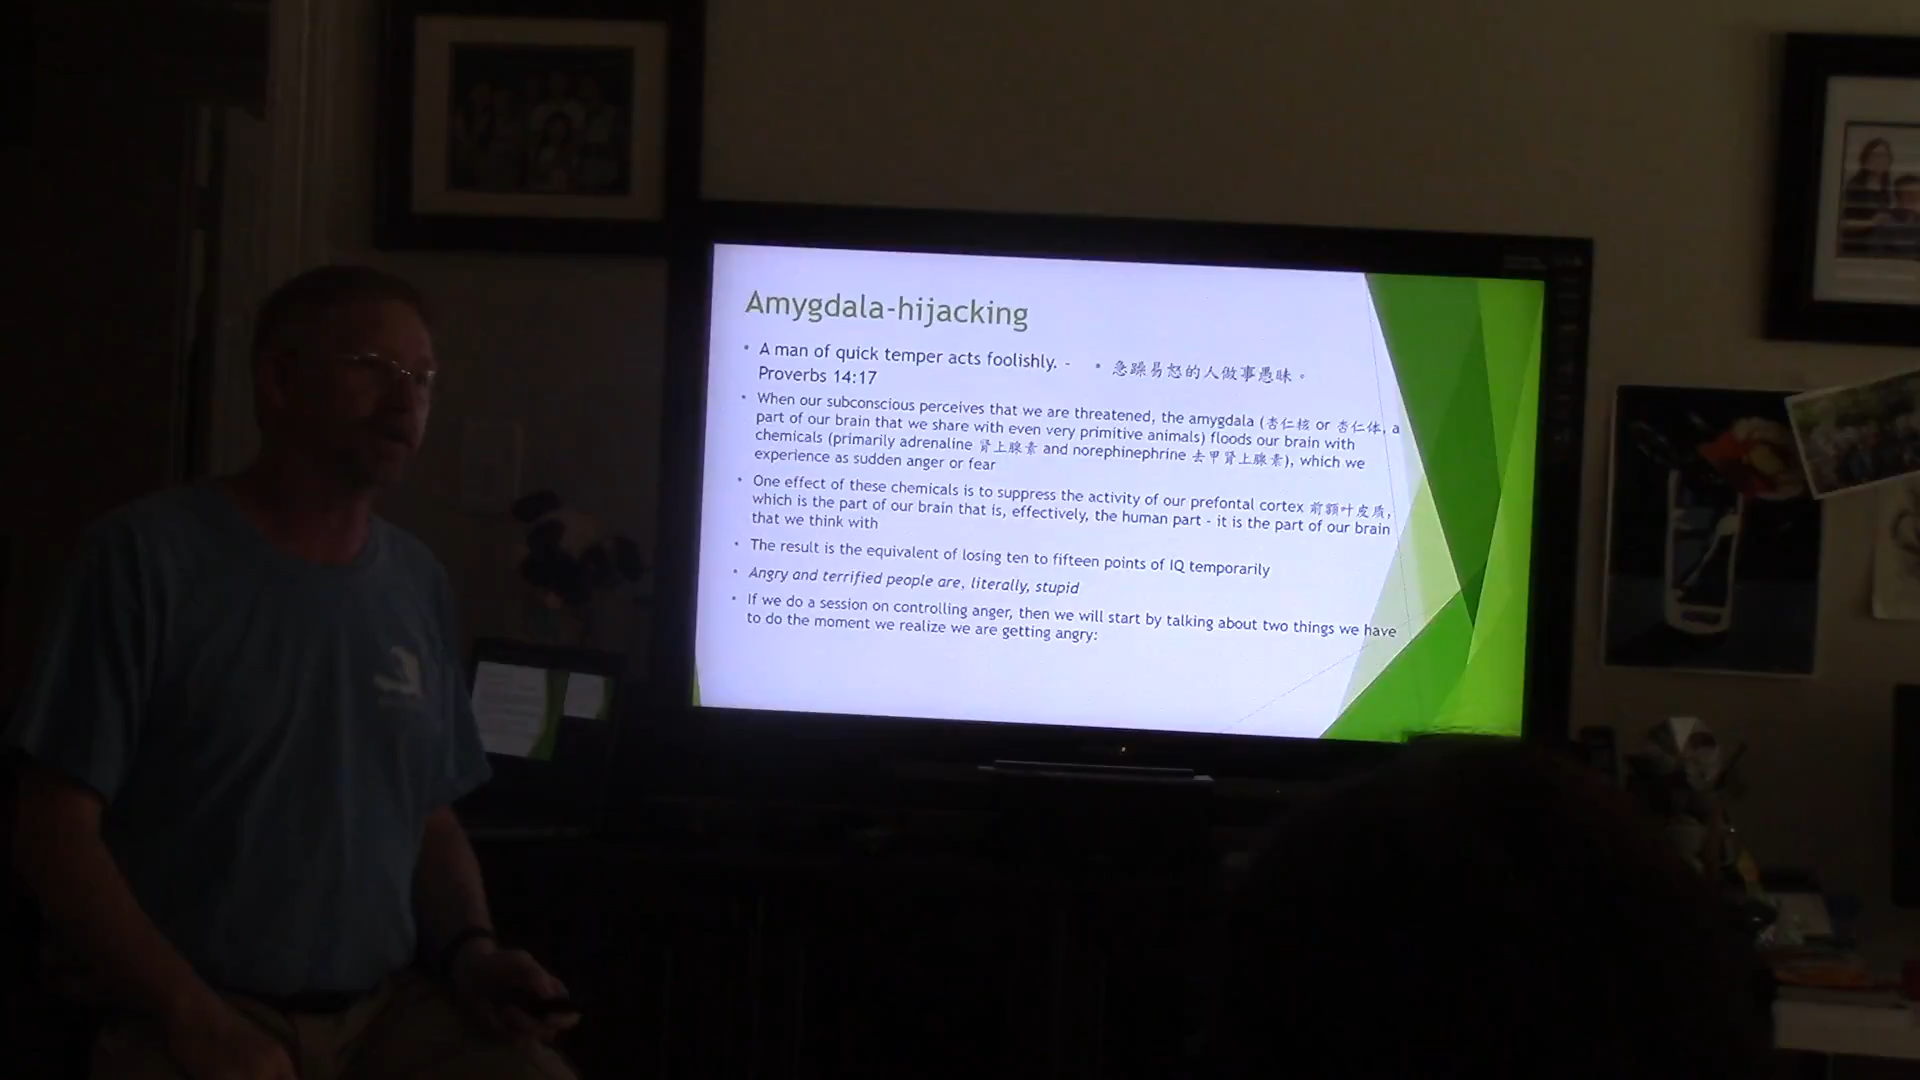 Amygdala-hijacking
• A man of quick temper acts foolishly. -
Proverbs 14:17
• 急躁易怒的人做事愚昧。
• When our subconscious perceives that we are threatened, the amygdala (杏仁核 or 杏仁体, a
part of our brain that we share with even very primitive animals) floods our brain with
chemicals (primarily adrenaline 肾上腺素 and norephinephrine 去甲肾上腺素), which we
experience as sudden anger or fear
• One effect of these chemicals is to suppress the activity of our prefontal cortex 前额叶皮质,
which is the part of our brain that is, effectively, the human part - it is the part of our brain
that we think with
• The result is the equivalent of losing ten to fifteen points of IQ temporarily
• Angry and terrified people are, literally, stupid
• If we do a session on controlling anger, then we will start by talking about two things we have
to do the moment we realize we are getting angry: